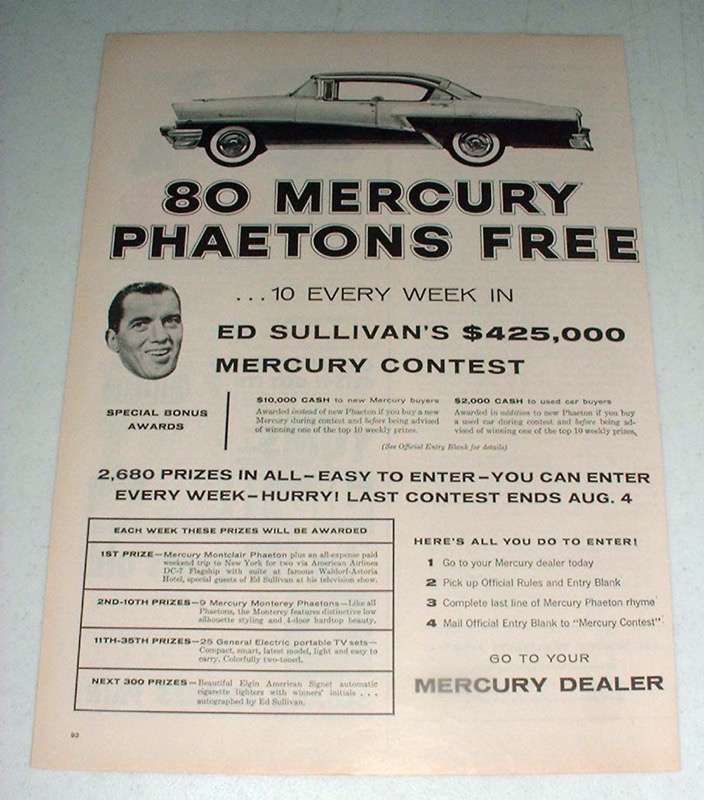 80 MERCURY
PHAETONS FREE
...10 EVERY WEEK IN
ED SULLIVAN'S $425,000
MERCURY CONTEST
SPECIAL BONUS
AWARDS
$10,000 CASH to new Mercury buyers
Awarded instead of new Phaeton if you buy a new
Mercury during contest and before being advised
of winning one of the top 10 weekly prizes.
$2,000 CASH to used car buyers
Awarded in addition to new Phaeton if you buy
a used car during contest and before being ad-
vised of winning one of the top 10 weekly prizes.
(See Official Entry Blank for details)
2,680 PRIZES IN ALL–EASY TO ENTER–YOU CAN ENTER
EVERY WEEK–HURRY! LAST CONTEST ENDS AUG. 4
EACH WEEK THESE PRIZES WILL BE AWARDED
1ST PRIZE—Mercury Montclair Phaeton plus an all-expense paid
weekend trip to New York for two via American Airlines
DC-7 Flagship with suite at famous Waldorf-Astoria
Hotel, special guests of Ed Sullivan at his television show.
2ND-10TH PRIZES—9 Mercury Monterey Phaetons—Like all
Phaetons, the Monterey features distinctive low
silhouette styling and 4-door hardtop beauty.
11TH-35TH PRIZES—25 General Electric portable TV sets—
Compact, smart, latest model, light and easy to
carry. Colorfully two-toned.
NEXT 300 PRIZES—Beautiful Elgin American Signet automatic
cigarette lighters with winners' initials . . .
autographed by Ed Sullivan.
HERE'S ALL YOU DO TO ENTER!
1 Go to your Mercury dealer today
2 Pick up Official Rules and Entry Blank
3 Complete last line of Mercury Phaeton rhyme
4 Mail Official Entry Blank to "Mercury Contest"
GO TO YOUR
MERCURY DEALER
93